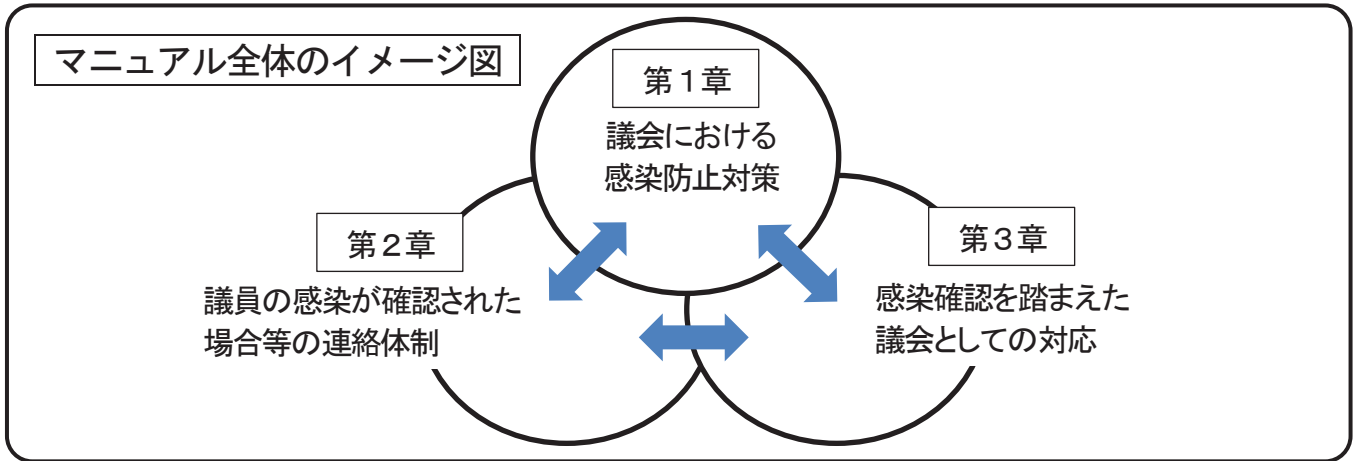 マニュアル全体のイメージ図
第1章
議会における
感染防止対策
第2章
議員の感染が確認された
場合等の連絡体制
第3章
感染確認を踏まえた
議会としての対応